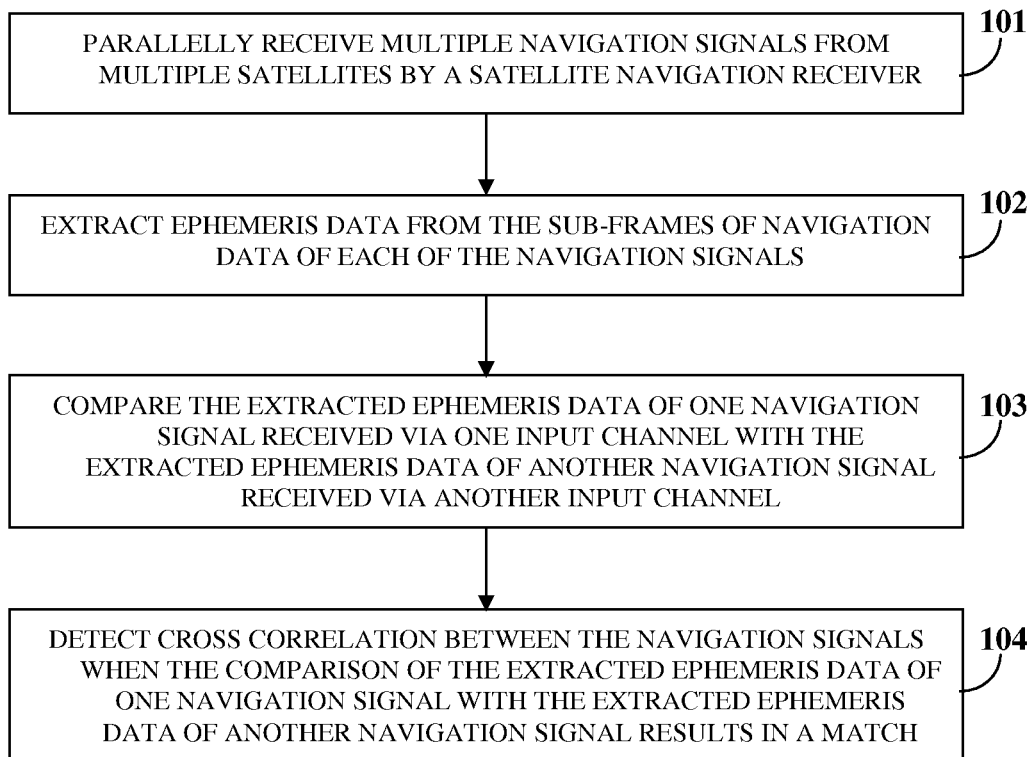 PARALLELY RECEIVE MULTIPLE NAVIGATION SIGNALS FROM
MULTIPLE SATELLITES BY A SATELLITE NAVIGATION RECEIVER
101
EXTRACT EPHEMERIS DATA FROM THE SUB-FRAMES OF NAVIGATION
DATA OF EACH OF THE NAVIGATION SIGNALS
102
COMPARE THE EXTRACTED EPHEMERIS DATA OF ONE NAVIGATION
SIGNAL RECEIVED VIA ONE INPUT CHANNEL WITH THE
EXTRACTED EPHEMERIS DATA OF ANOTHER NAVIGATION SIGNAL
RECEIVED VIA ANOTHER INPUT CHANNEL
103
DETECT CROSS CORRELATION BETWEEN THE NAVIGATION SIGNALS
WHEN THE COMPARISON OF THE EXTRACTED EPHEMERIS DATA OF
ONE NAVIGATION SIGNAL WITH THE EXTRACTED EPHEMERIS
DATA OF ANOTHER NAVIGATION SIGNAL RESULTS IN A MATCH
104